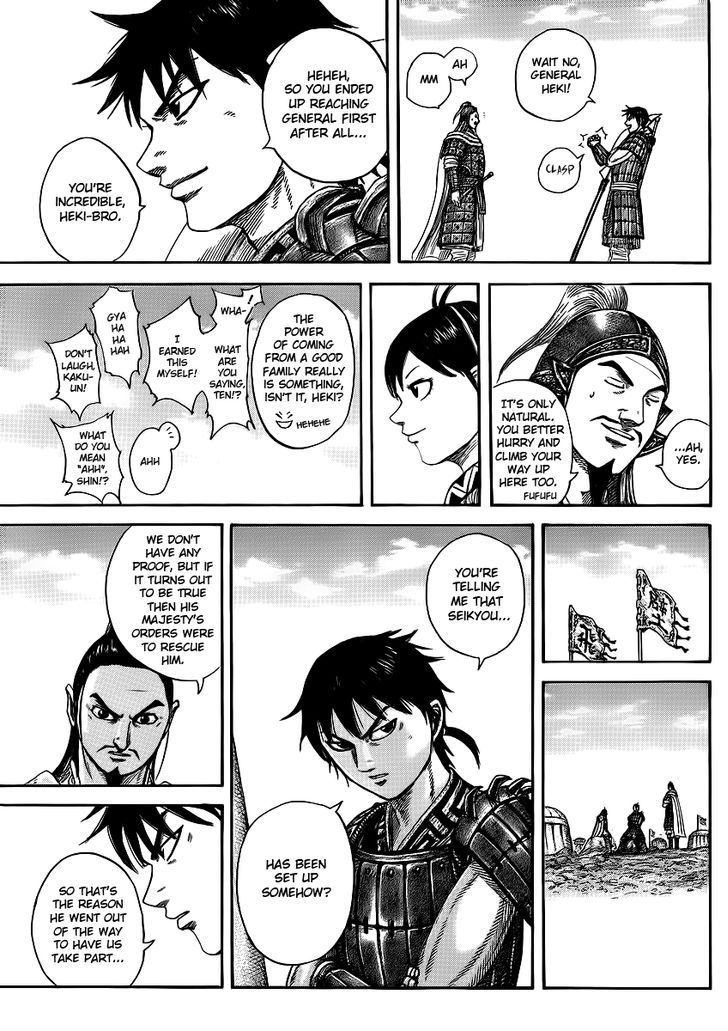 WAIT NO,
GENERAL
HEKI!
AH
MM
CLASP
HEHEH,
SO YOU ENDED
UP REACHING
GENERAL FIRST
AFTER ALL...
YOU'RE
INCREDIBLE,
HEKI-BRO.
...AH,
YES.
IT'S ONLY
NATURAL.
YOU BETTER
HURRY AND
CLIMB YOUR
WAY UP
HERE TOO.
FUFUFU
THE
POWER
OF COMING
FROM A GOOD
FAMILY REALLY
IS SOMETHING,
ISN'T IT, HEKI?
HEHEHE
WHA-!
WHAT
ARE YOU
SAYING,
TEN!?
I
EARNED
THIS
MYSELF!
GYA
HA
HA
HAH
DON'T
LAUGH,
KAKU-
UN!
AHH
WHAT
DO YOU
MEAN
"AHH",
SHIN!?
飛
YOU'RE
TELLING
ME THAT
SEIKYOU...
HAS BEEN
SET UP
SOMEHOW?
WE DON'T
HAVE ANY
PROOF, BUT IF
IT TURNS OUT
TO BE TRUE
THEN HIS
MAJESTY'S
ORDERS WERE
TO RESCUE
HIM.
SO THAT'S
THE REASON
HE WENT OUT
OF THE WAY
TO HAVE US
TAKE PART...